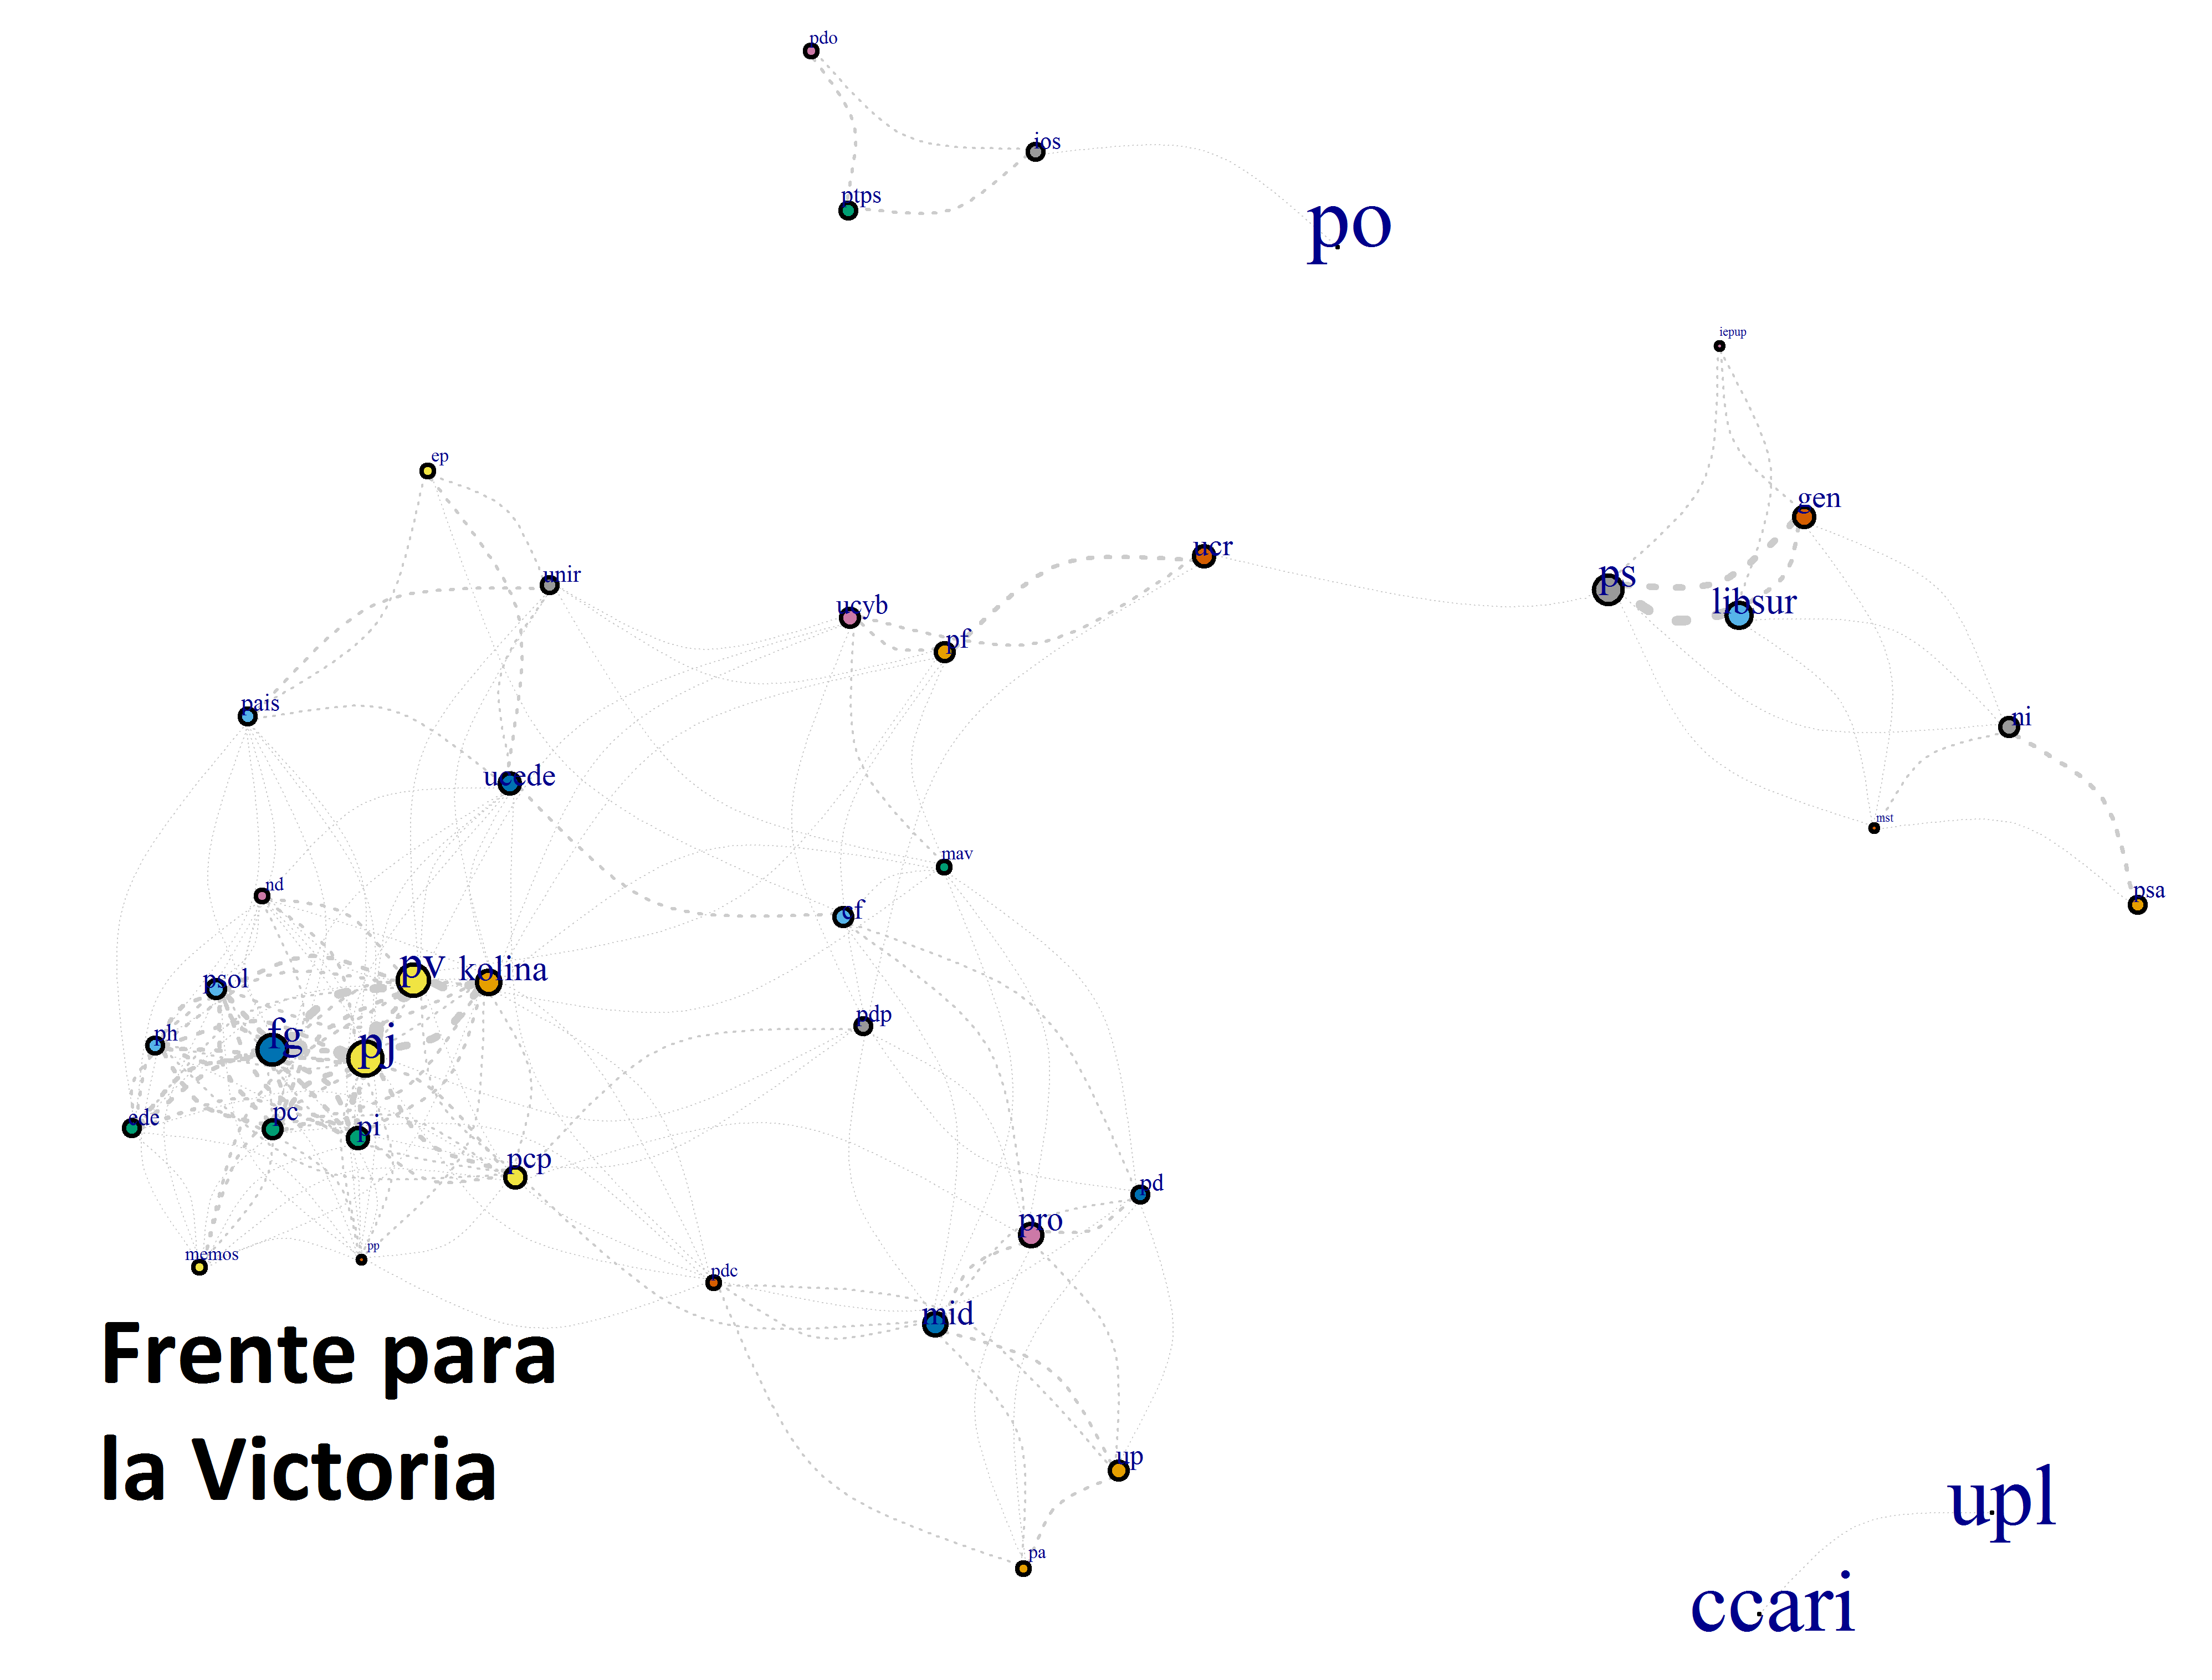 pdo
ios
ptps
po
iepup
ep
gen
ucr
unir
ps
ucyb
libsur
pf
pais
ni
ucede
mst
mav
nd
psa
cf
pv
kolina
psol
pdp
fg
ph
pj
ede
pc
pi
pcp
pd
pro
pp
memos
pdc
mid
Frente para
la Victoria
up
upl
pa
ccari